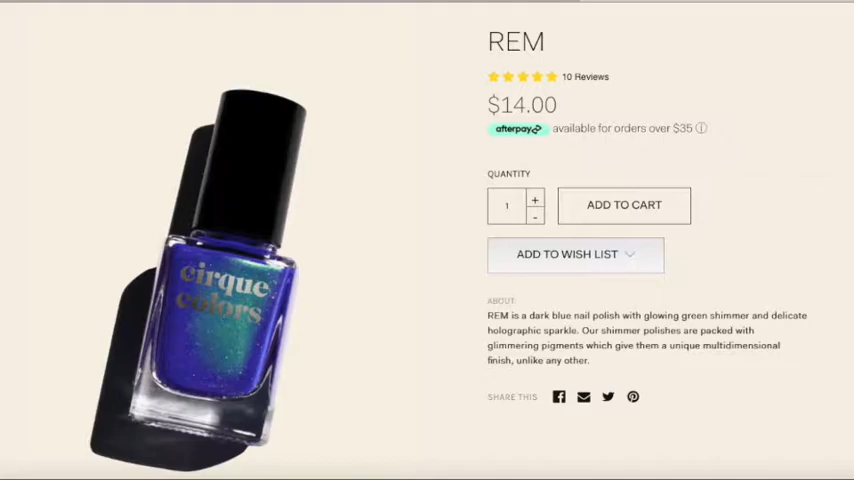 REM
10 Reviews
$14.00
afterpay available for orders over $35
QUANTITY
1
+
-
ADD TO CART
ADD TO WISH LIST
cirque
colors
ABOUT:
REM is a dark blue nail polish with glowing green shimmer and delicate
holographic sparkle. Our shimmer polishes are packed with
glimmering pigments which give them a unique multidimensional
finish, unlike any other.
SHARE THIS